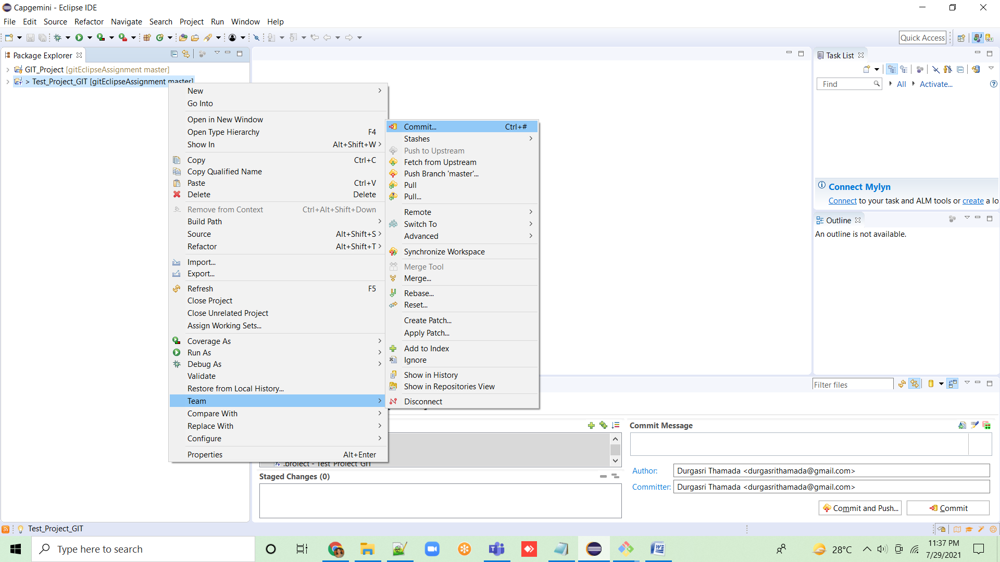 Capgemini - Eclipse IDE
File Edit Source Refactor Navigate Search Project Run Window Help
Quick Access
Package Explorer
GIT_Project [gitEclipseAssignment master]
> Test_Project_GIT [gitEclipseAssignment master]
New
Go Into
Open in New Window
Open Type Hierarchy F4
Show In Alt+Shift+W
Copy Ctrl+C
Copy Qualified Name
Paste Ctrl+V
Delete Delete
Remove from Context Ctrl+Alt+Shift+Down
Build Path
Source Alt+Shift+S
Refactor Alt+Shift+T
Import...
Export...
Refresh F5
Close Project
Close Unrelated Project
Assign Working Sets...
Coverage As
Run As
Debug As
Validate
Restore from Local History...
Team
Compare With
Replace With
Configure
Properties Alt+Enter
Commit... Ctrl+#
Stashes
Push to Upstream
Fetch from Upstream
Push Branch 'master'...
Pull
Pull...
Remote
Switch To
Advanced
Synchronize Workspace
Merge Tool
Merge...
Rebase...
Reset...
Create Patch...
Apply Patch...
Add to Index
Ignore
Show in History
Show in Repositories View
Disconnect
Task List
Find All Activate...
Connect Mylyn
Connect to your task and ALM tools or create a lo
Outline
An outline is not available.
Filter files
.project - Test_Project_GIT
Staged Changes (0)
Commit Message
Author: Durgasri Thamada <durgasrithamada@gmail.com>
Committer: Durgasri Thamada <durgasrithamada@gmail.com>
Commit and Push... Commit
Test_Project_GIT
Type here to search
28°C
11:37 PM
7/29/2021